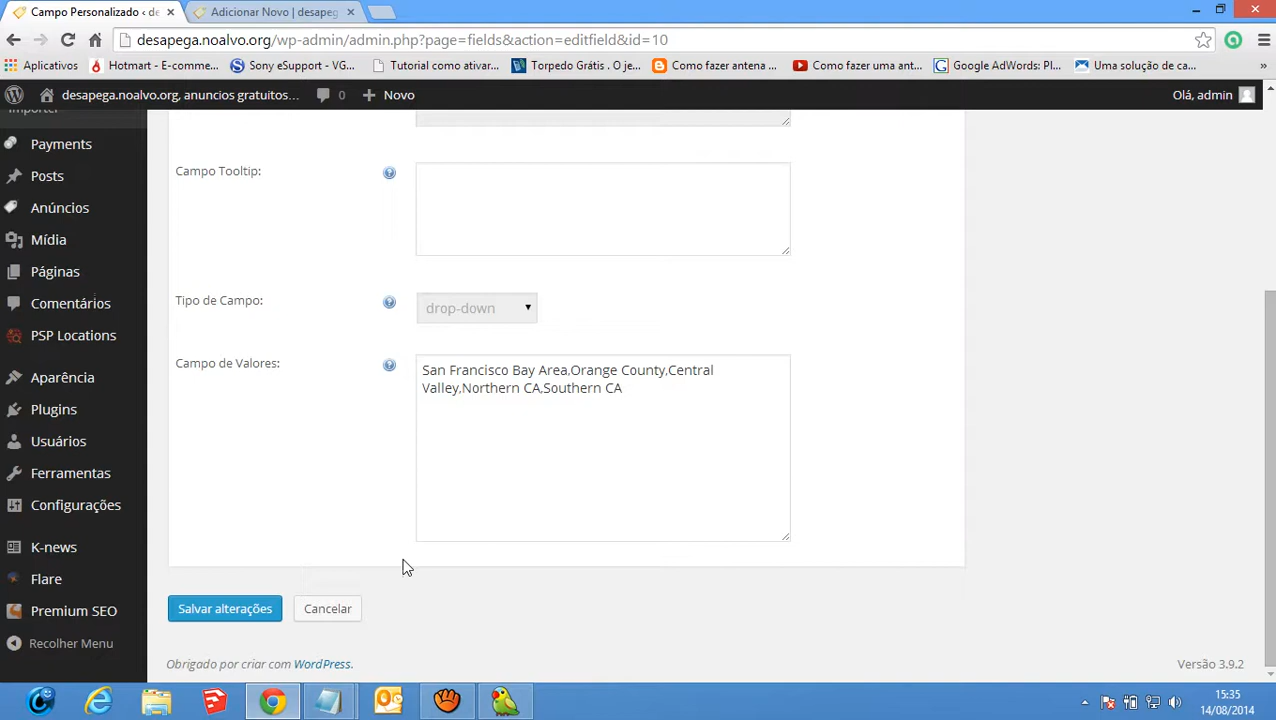 Campo Personalizado ‹ de
Adicionar Novo | desapeg
desapega.noalvo.org/wp-admin/admin.php?page=fields&action=editfield&id=10
Aplicativos
Hotmart - E-comme...
Sony eSupport - VG...
Tutorial como ativar...
Torpedo Grátis . O je...
Como fazer antena ...
Como fazer uma ant...
Google AdWords: Pl...
Uma solução de ca...
»
desapega.noalvo.org, anuncios gratuitos...
0
Novo
Olá, admin
Importer
Payments
Posts
Anúncios
Mídia
Páginas
Comentários
PSP Locations
Aparência
Plugins
Usuários
Ferramentas
Configurações
K-news
Flare
Premium SEO
Recolher Menu
Campo Tooltip:
Tipo de Campo:
drop-down
Campo de Valores:
San Francisco Bay Area,Orange County,Central
Valley,Northern CA,Southern CA
Salvar alterações
Cancelar
Obrigado por criar com WordPress.
Versão 3.9.2
15:35
14/08/2014